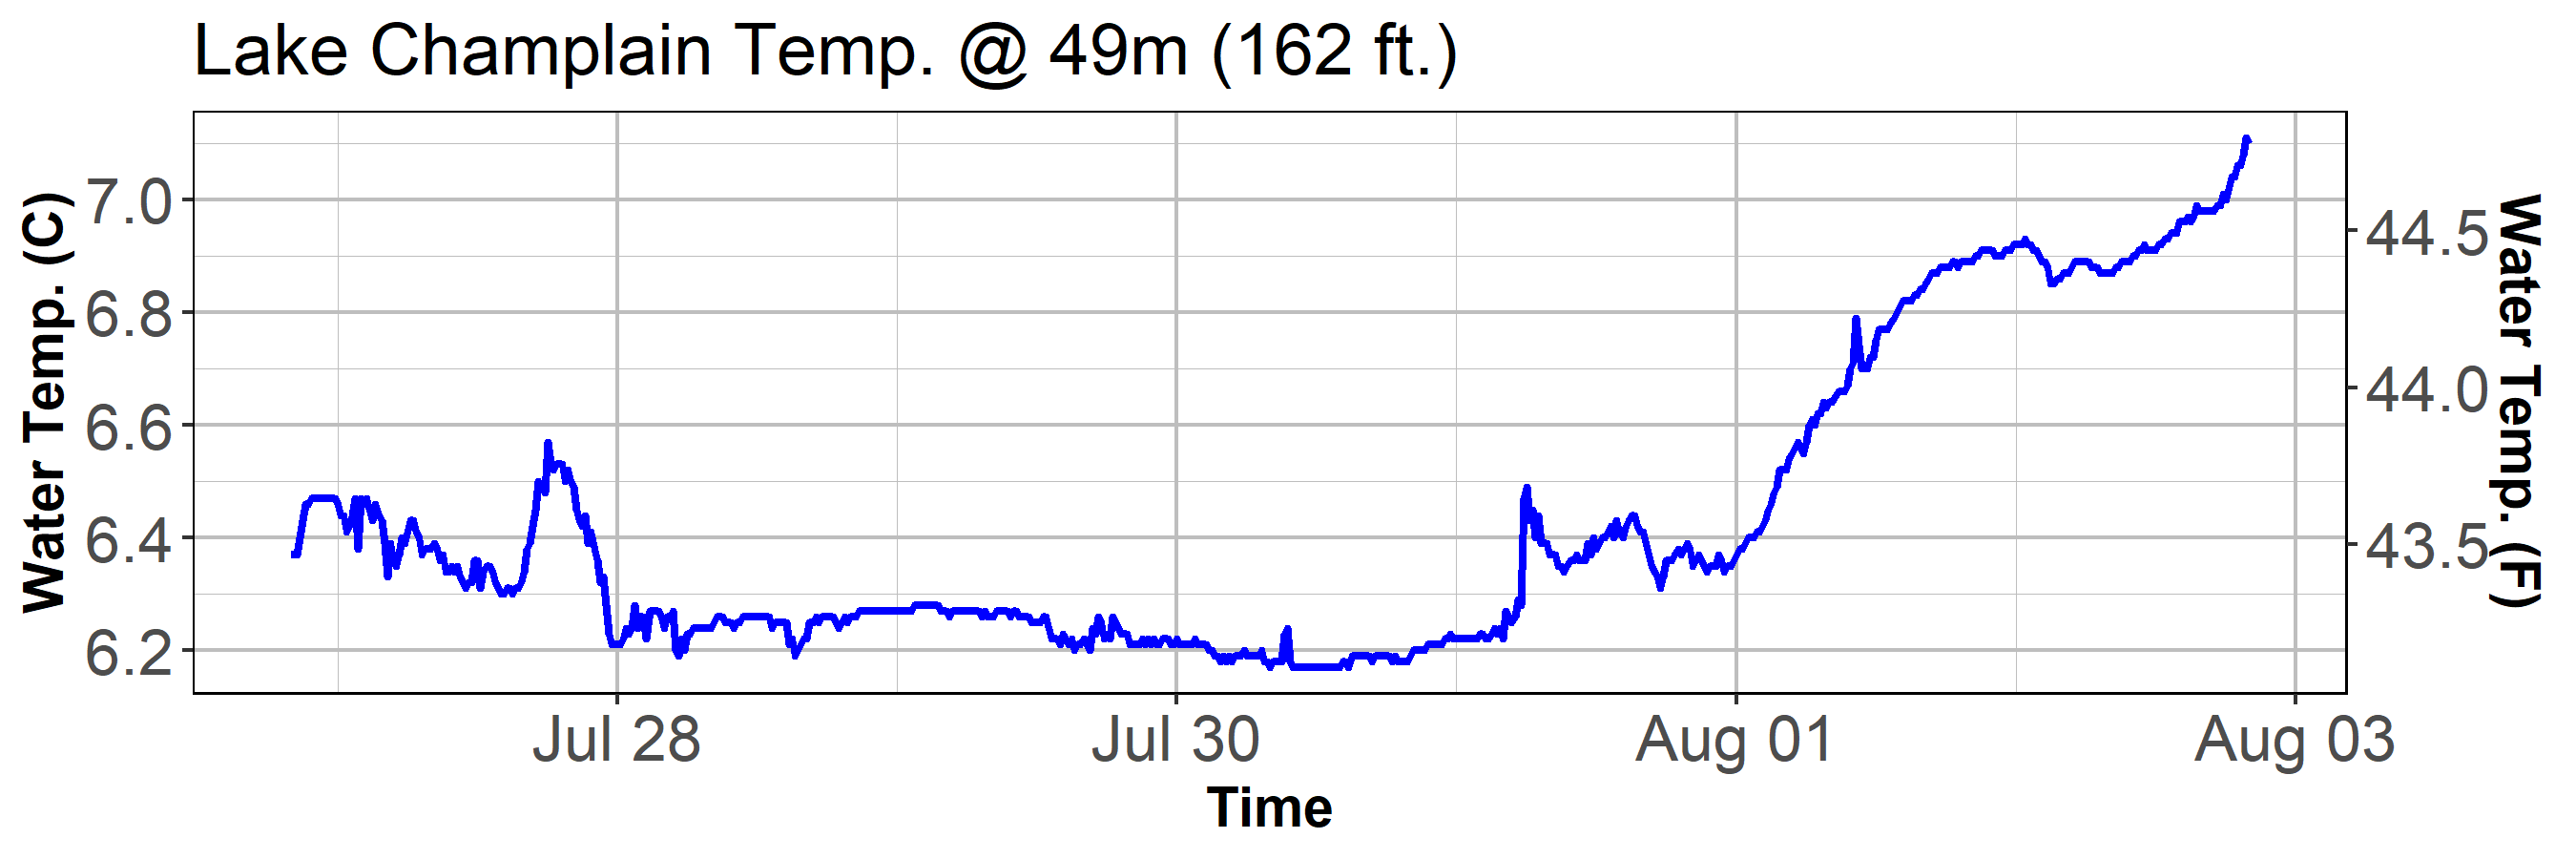 Lake Champlain Temp. @ 49m (162 ft.)
Water Temp. (C)
7.0
6.8
6.6
6.4
6.2
44.5
44.0
43.5
Water Temp. (F)
Jul 28
Jul 30
Aug 01
Aug 03
Time